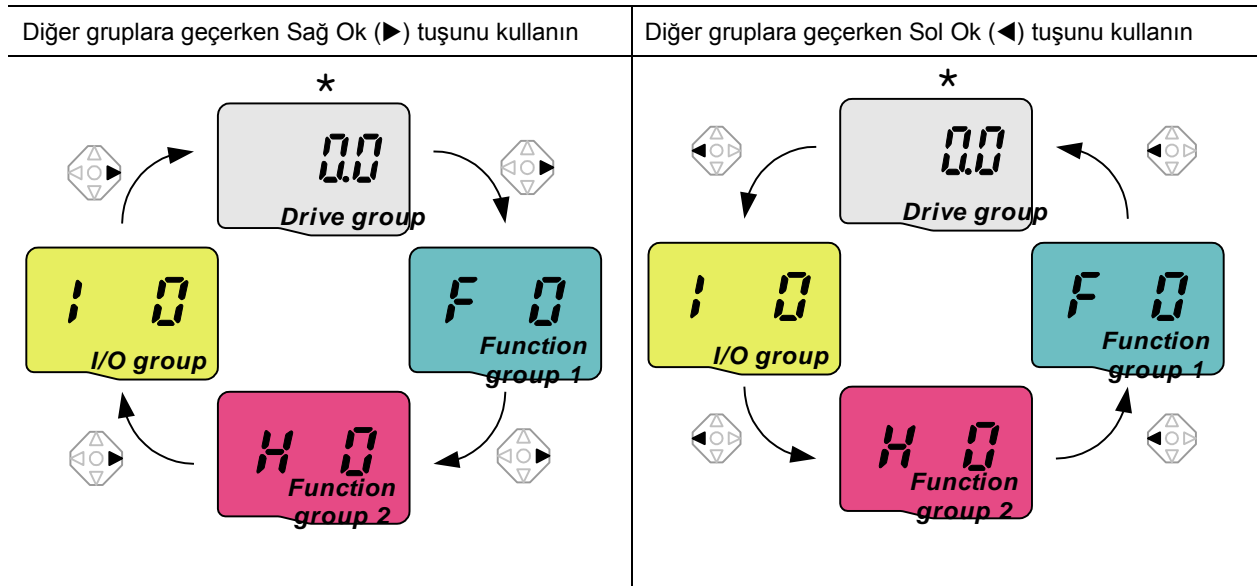 Diğer gruplara geçerken Sağ Ok (▶) tuşunu kullanın
*
0.0
Drive group
I 0
I/O group
F 0
Function
group 1
H 0
Function
group 2
Diğer gruplara geçerken Sol Ok (◀) tuşunu kullanın
*
0.0
Drive group
I 0
I/O group
F 0
Function
group 1
H 0
Function
group 2